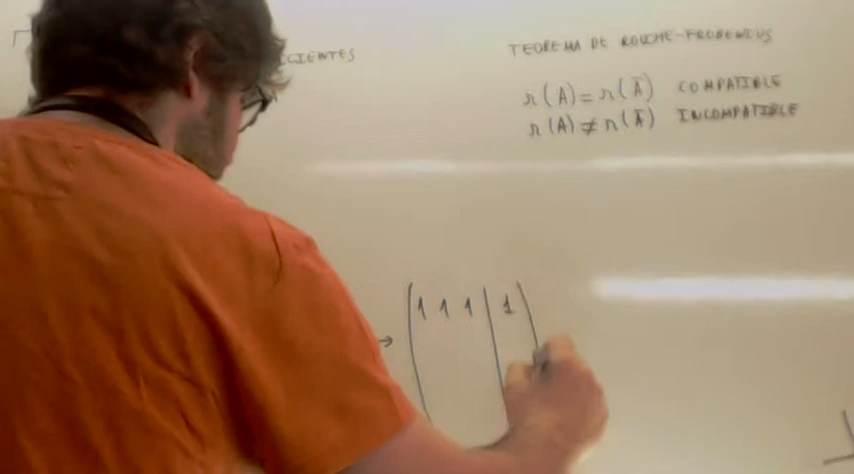 CIENTES
TEOREMA DE ROUCHE-FROBENIUS
r(A) = r(Ā) COMPATIBLE
r(A) ≠ r(Ā) INCOMPATIBLE
→ ( 1 1 1 | 1 )